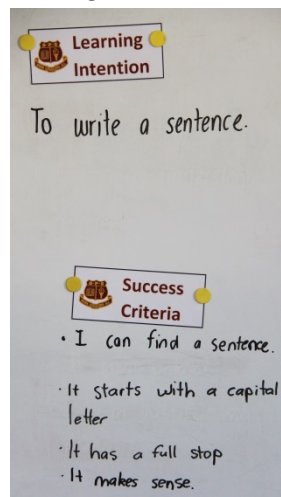 Learning
Intention
To write a sentence.
Success
Criteria
· I can find a sentence.
· It starts with a capital
letter
· It has a full stop
· It makes sense.